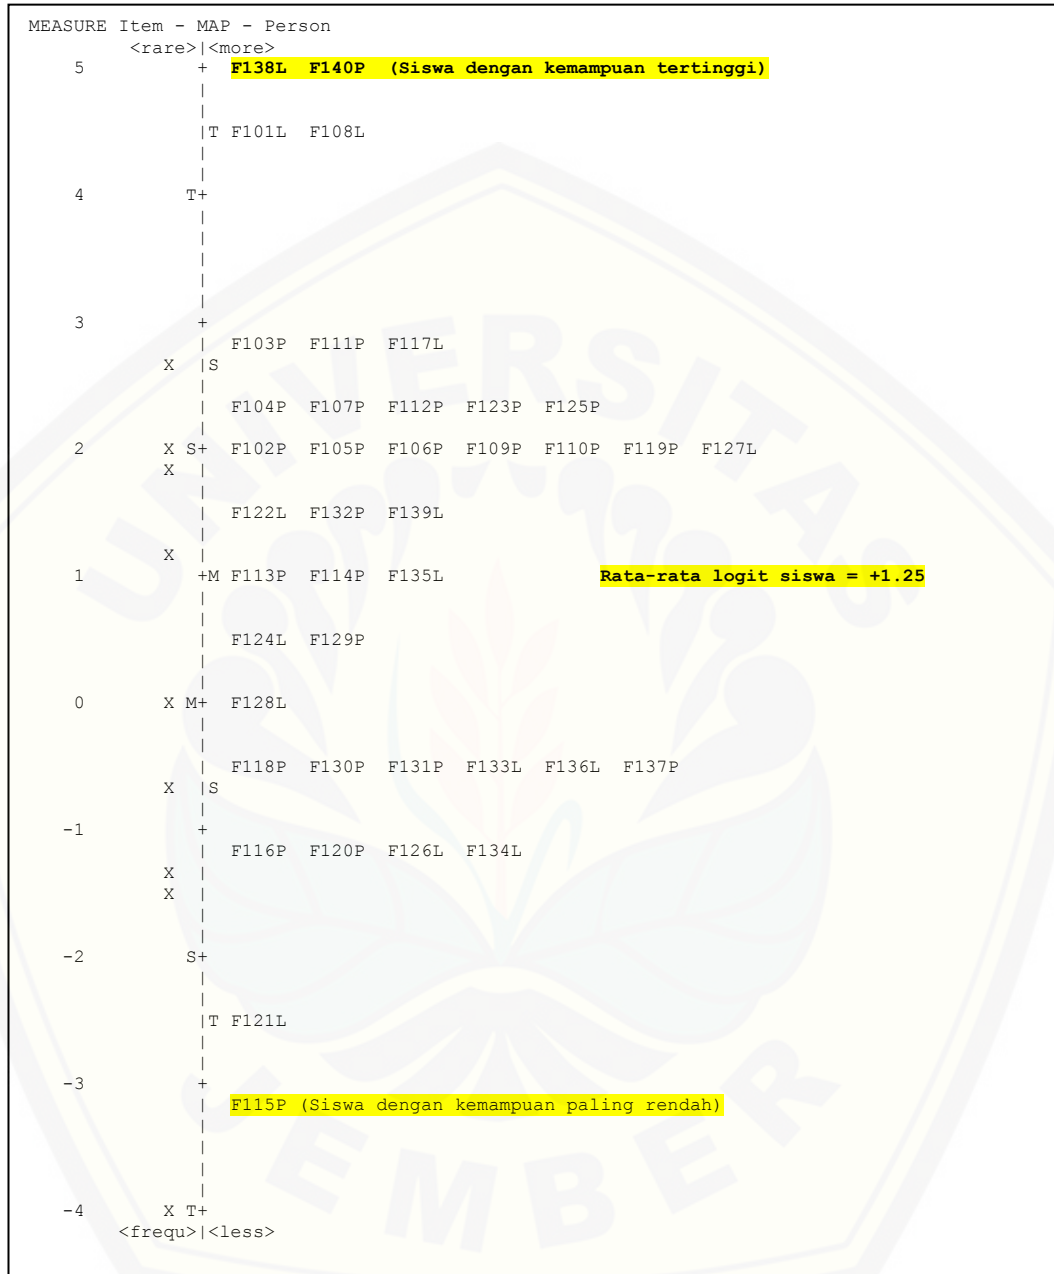 MEASURE Item - MAP - Person
<rare>|<more>
5 + F138L F140P (Siswa dengan kemampuan tertinggi)
|
|
|T F101L F108L
|
|
4 T+
|
|
|
|
|
3 +
| F103P F111P F117L
X |S
|
| F104P F107P F112P F123P F125P
|
2 X S+ F102P F105P F106P F109P F110P F119P F127L
X |
|
| F122L F132P F139L
|
X |
1 +M F113P F114P F135L Rata-rata logit siswa = +1.25
|
|
| F124L F129P
|
|
0 X M+ F128L
|
|
| F118P F130P F131P F133L F136L F137P
X |S
|
-1 +
| F116P F120P F126L F134L
X |
X |
|
|
-2 S+
|
|
|T F121L
|
|
-3 +
| F115P (Siswa dengan kemampuan paling rendah)
|
|
|
|
-4 X T+
<frequ>|<less>
UNIVERSITAS
JEMBER